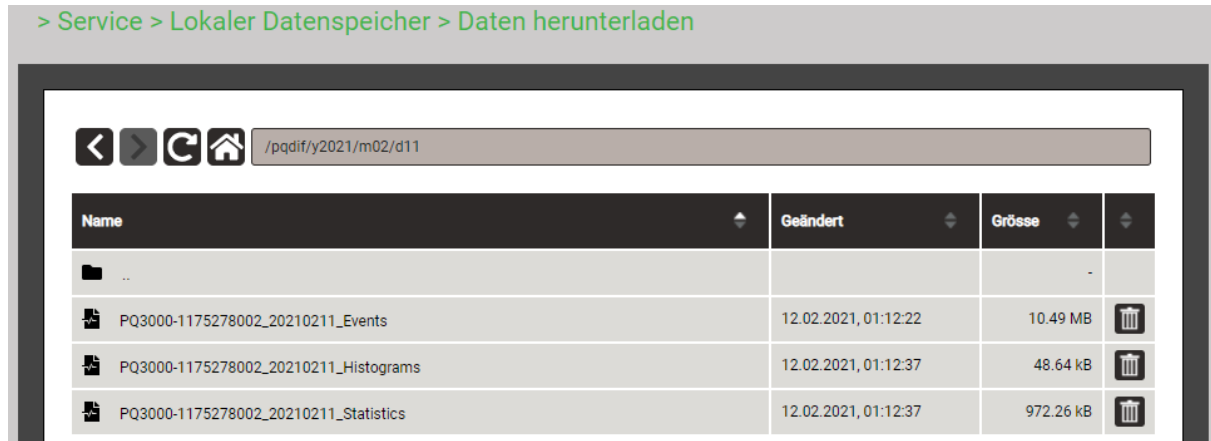 > Service > Lokaler Datenspeicher > Daten herunterladen
/pqdif/y2021/m02/d11
Name Geändert Grösse
.. -
PQ3000-1175278002_20210211_Events 12.02.2021, 01:12:22 10.49 MB
PQ3000-1175278002_20210211_Histograms 12.02.2021, 01:12:37 48.64 kB
PQ3000-1175278002_20210211_Statistics 12.02.2021, 01:12:37 972.26 kB